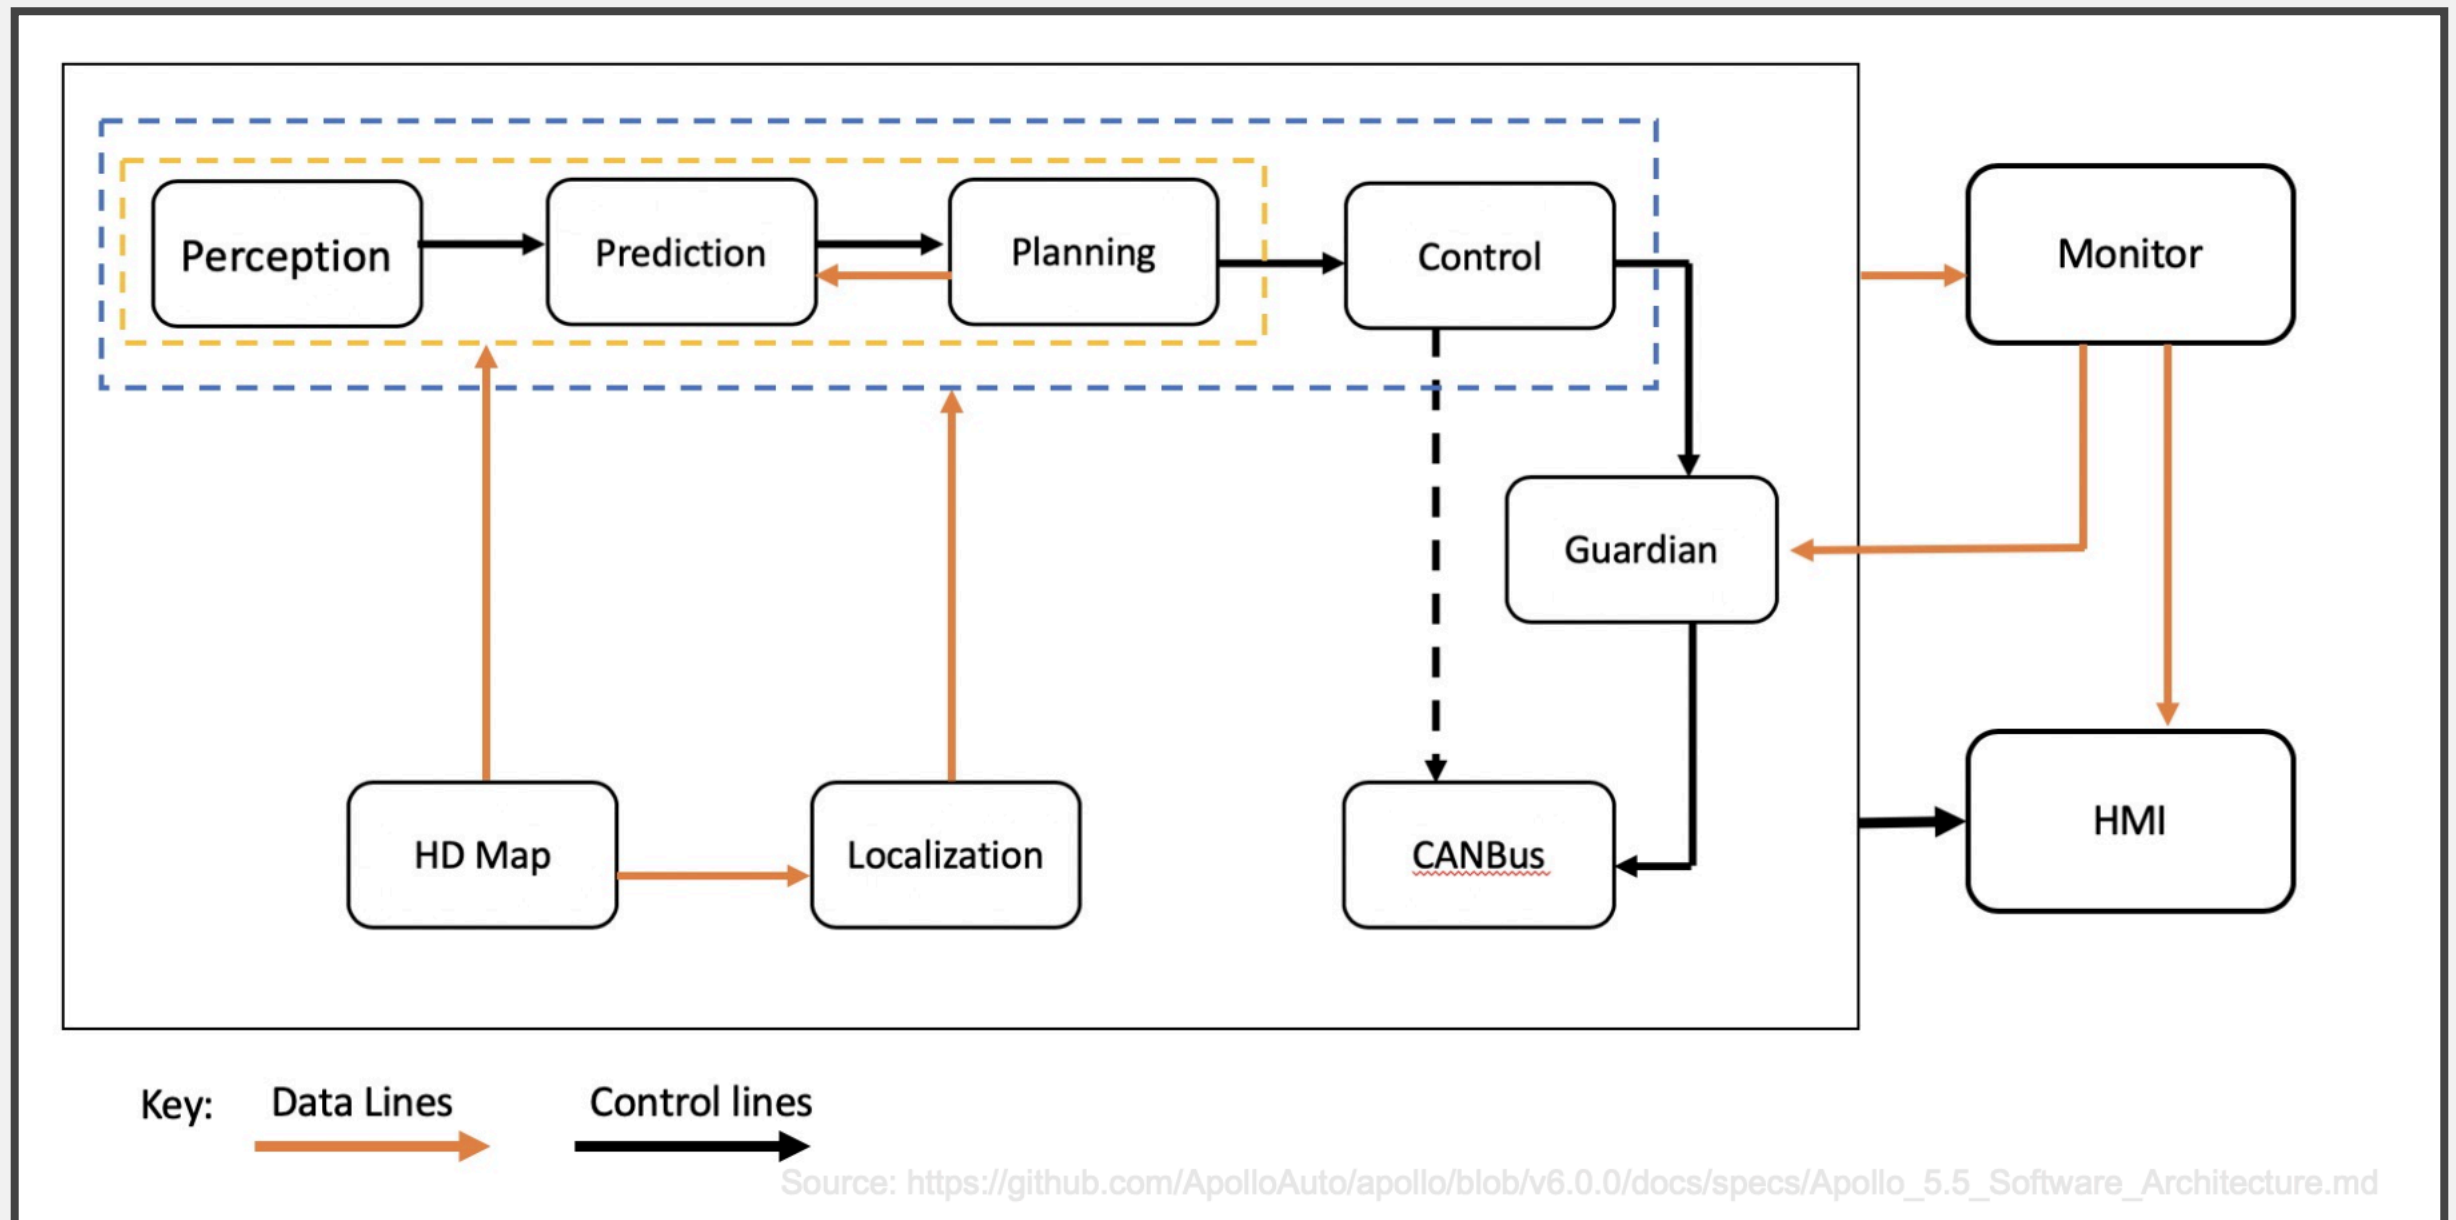 Perception
Prediction
Planning
Control
Monitor
Guardian
HD Map
Localization
CANBus
HMI
Key:
Data Lines
Control lines
Source: https://github.com/ApolloAuto/apollo/blob/v6.0.0/docs/specs/Apollo_5.5_Software_Architecture.md